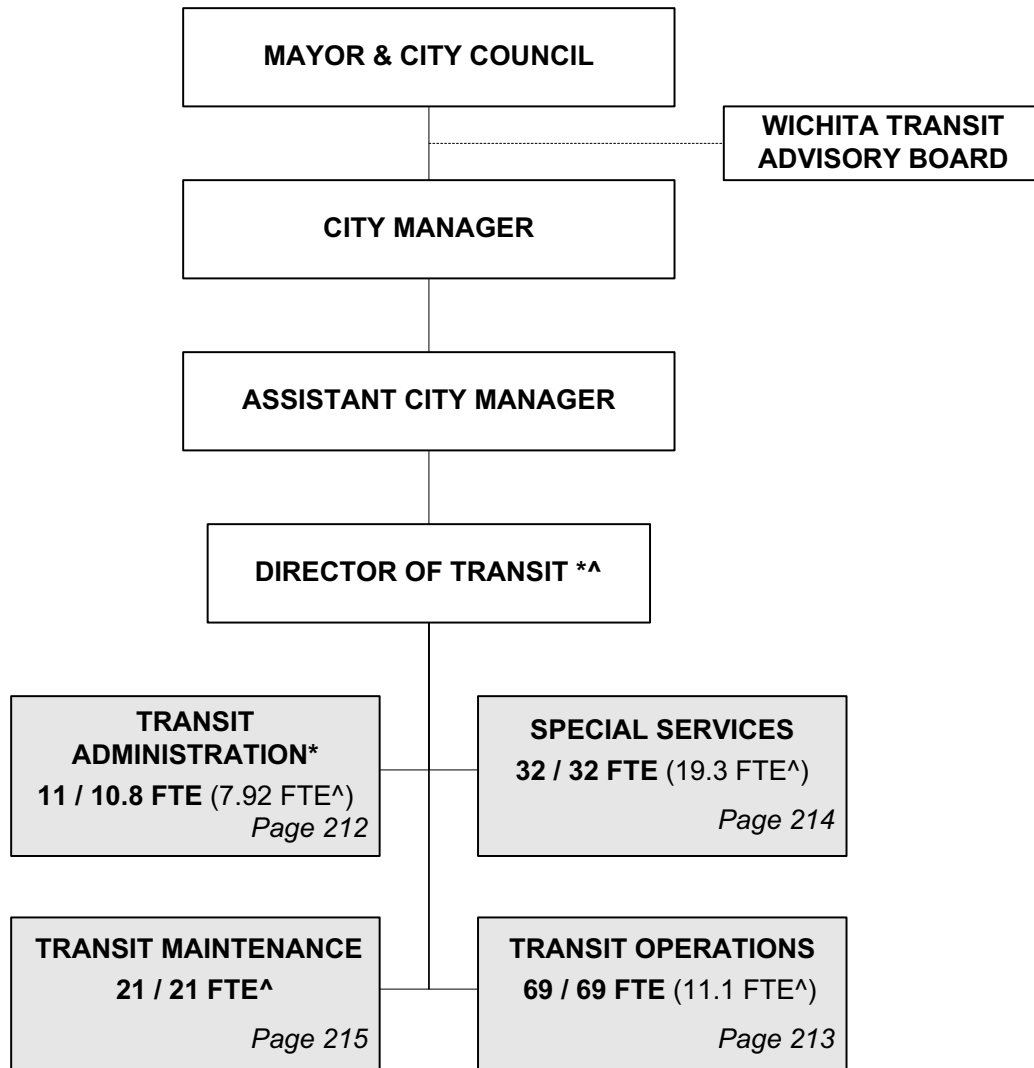 MAYOR & CITY COUNCIL
WICHITA TRANSIT
ADVISORY BOARD
CITY MANAGER
ASSISTANT CITY MANAGER
DIRECTOR OF TRANSIT *^
TRANSIT
ADMINISTRATION*
11 / 10.8 FTE (7.92 FTE^)
Page 212
SPECIAL SERVICES
32 / 32 FTE (19.3 FTE^)
Page 214
TRANSIT MAINTENANCE
21 / 21 FTE^
Page 215
TRANSIT OPERATIONS
69 / 69 FTE (11.1 FTE^)
Page 213